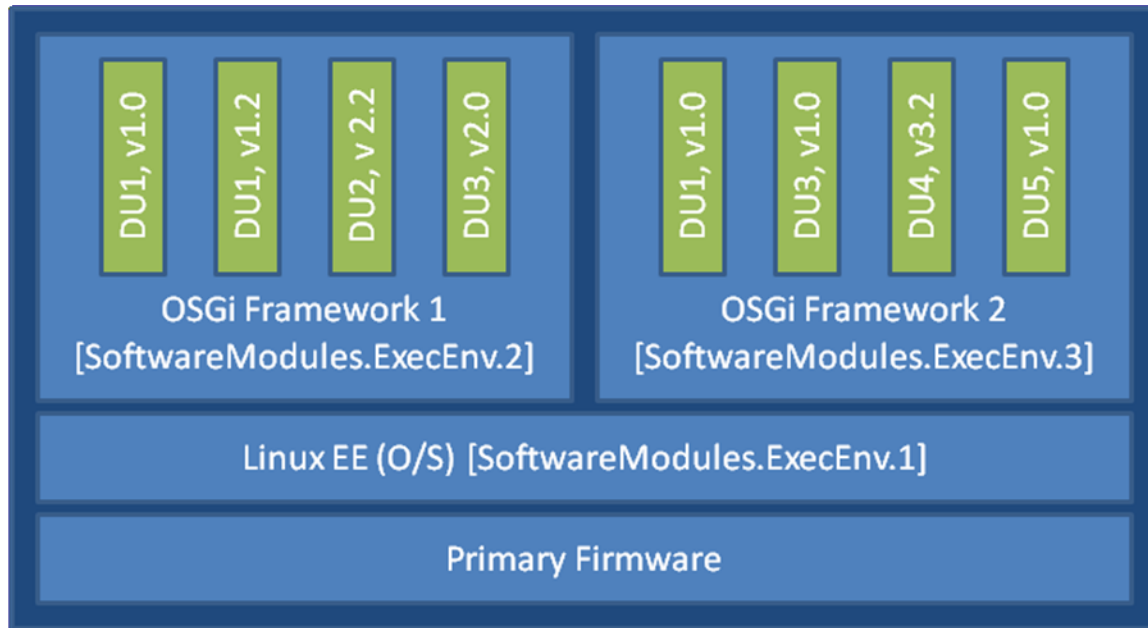 DU1, v1.0
DU1, v1.2
DU2, v 2.2
DU3, v2.0
OSGi Framework 1
[SoftwareModules.ExecEnv.2]
DU1, v1.0
DU3, v1.0
DU4, v3.2
DU5, v1.0
OSGi Framework 2
[SoftwareModules.ExecEnv.3]
Linux EE (O/S) [SoftwareModules.ExecEnv.1]
Primary Firmware